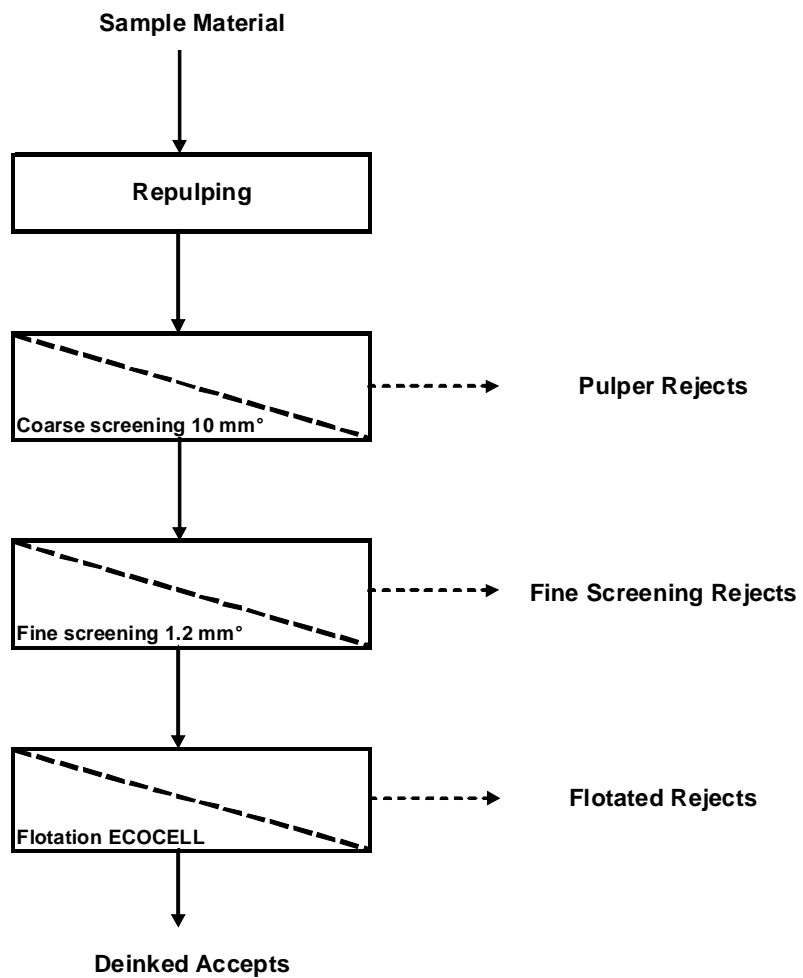 Sample Material
Repulping
Coarse screening 10 mm°
Pulper Rejects
Fine screening 1.2 mm°
Fine Screening Rejects
Flotation ECOCELL
Flotated Rejects
Deinked Accepts